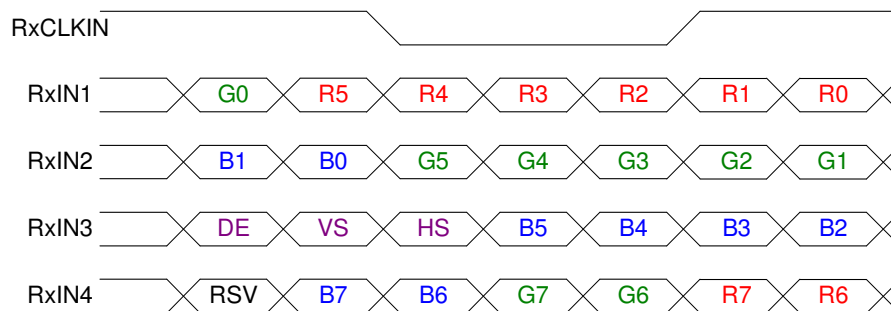 RxCLKIN
RxIN1 G0 R5 R4 R3 R2 R1 R0
RxIN2 B1 B0 G5 G4 G3 G2 G1
RxIN3 DE VS HS B5 B4 B3 B2
RxIN4 RSV B7 B6 G7 G6 R7 R6